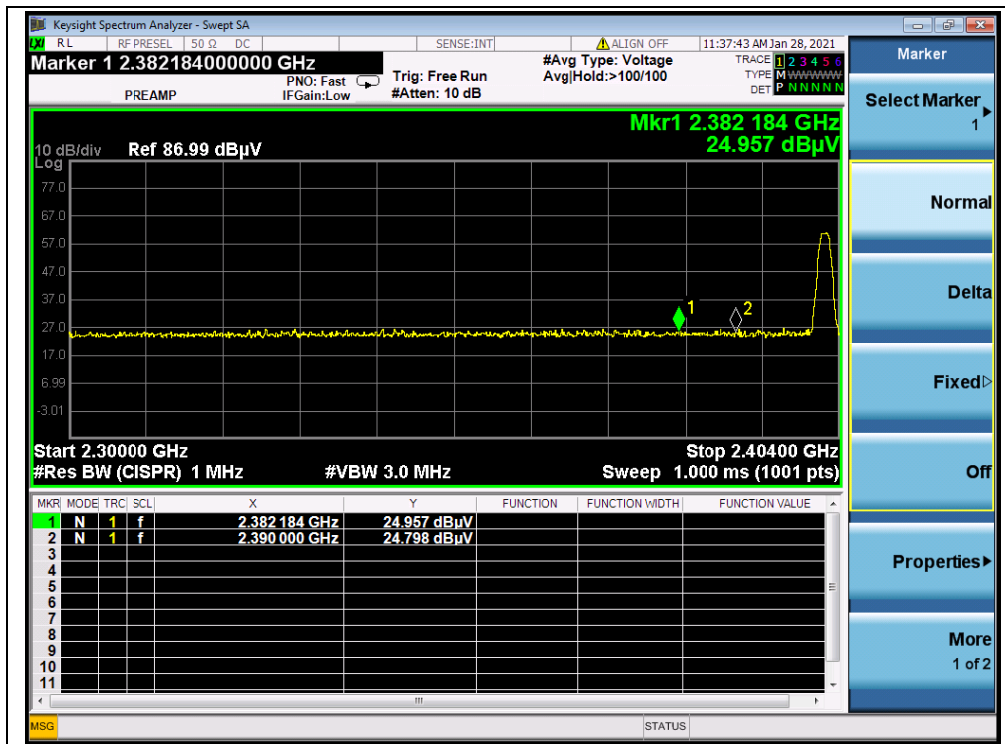 Keysight Spectrum Analyzer - Swept SA
LXI RL RF PRESEL 50 Ω DC SENSE:INT ALIGN OFF 11:37:43 AM Jan 28, 2021
Marker 1 2.382184000000 GHz
PREAMP
PNO: Fast
IFGain:Low
Trig: Free Run
#Atten: 10 dB
#Avg Type: Voltage
Avg|Hold:>100/100
TRACE 1 2 3 4 5 6
TYPE M WWWWW
DET P N N N N N
Mkr1 2.382 184 GHz
24.957 dBµV
10 dB/div Ref 86.99 dBµV
Log
77.0
67.0
57.0
47.0
37.0
27.0
17.0
6.99
-3.01
1
2
Start 2.30000 GHz Stop 2.40400 GHz
#Res BW (CISPR) 1 MHz #VBW 3.0 MHz Sweep 1.000 ms (1001 pts)
MKR MODE TRC SCL X Y FUNCTION FUNCTION WIDTH FUNCTION VALUE
1 N 1 f 2.382 184 GHz 24.957 dBµV
2 N 1 f 2.390 000 GHz 24.798 dBµV
3
4
5
6
7
8
9
10
11
MSG STATUS
Marker
Select Marker
1
Normal
Delta
Fixed
Off
Properties
More
1 of 2